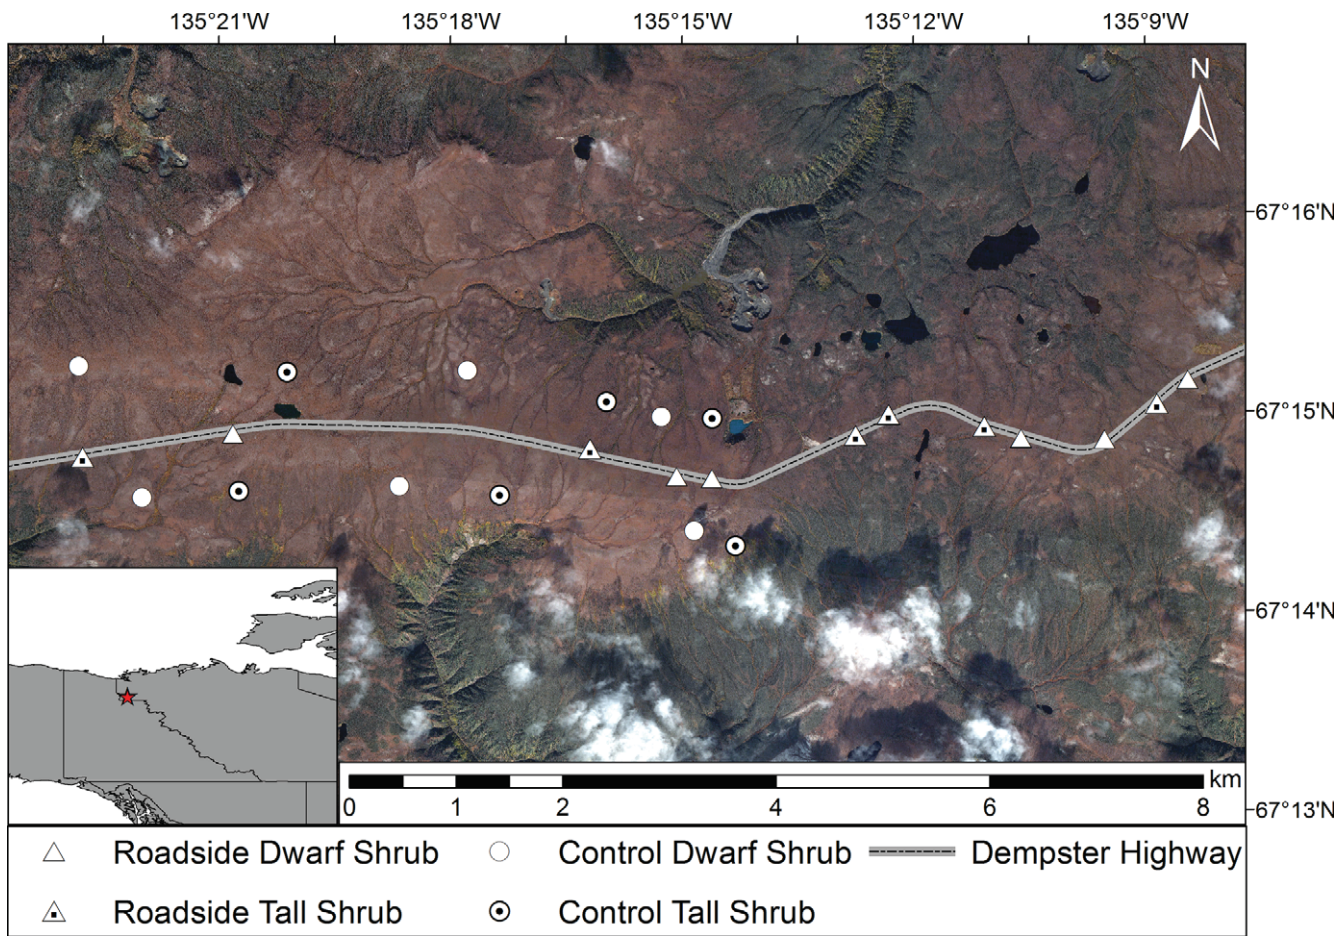 135°21'W 135°18'W 135°15'W 135°12'W 135°9'W
N
67°16'N
67°15'N
67°14'N
67°13'N
km
0 1 2 4 6 8
Roadside Dwarf Shrub Control Dwarf Shrub Dempster Highway
Roadside Tall Shrub Control Tall Shrub